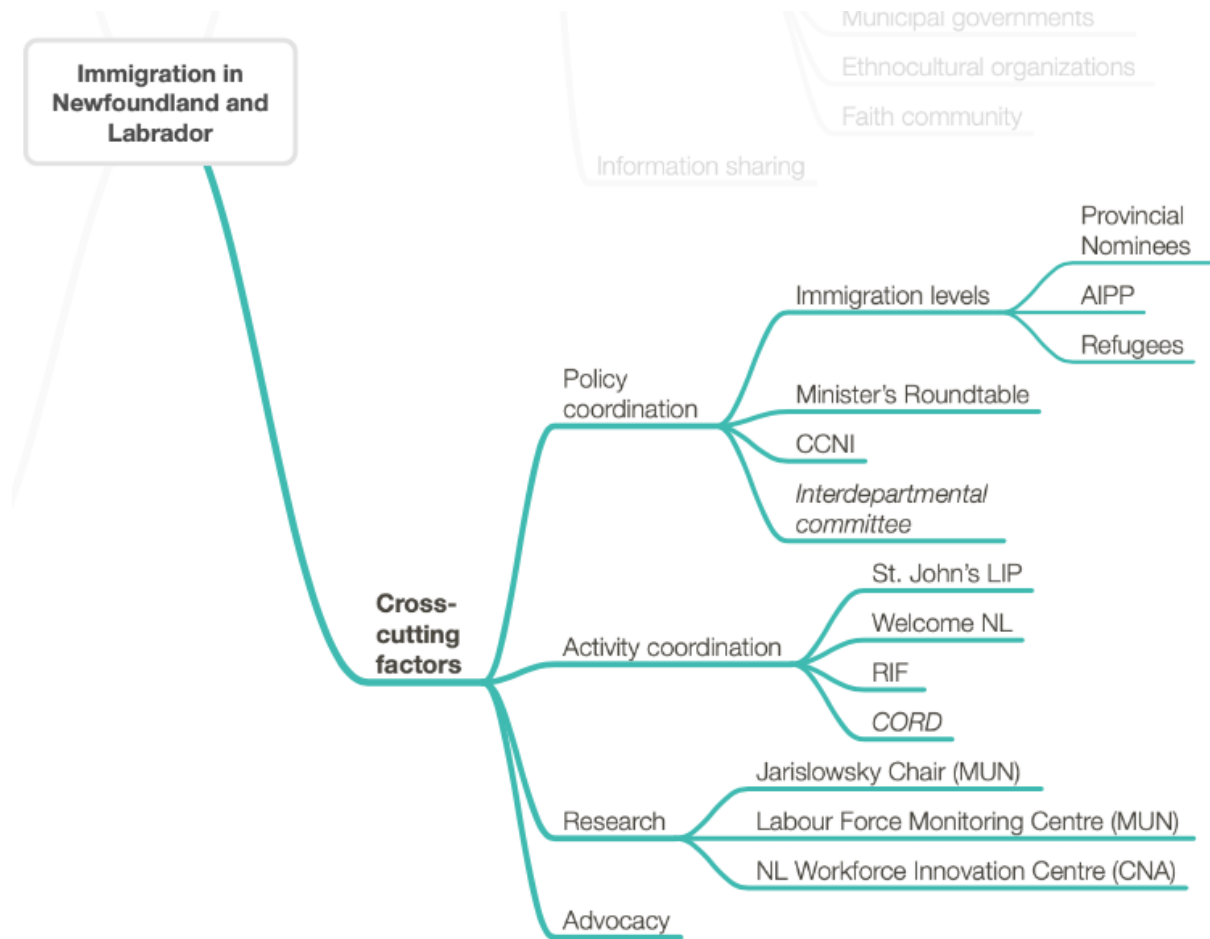 Municipal governments
Immigration in
Newfoundland and
Labrador
Ethnocultural organizations
Faith community
Information sharing
Provincial
Nominees
Immigration levels
AIPP
Refugees
Policy
coordination
Minister’s Roundtable
CCNI
Interdepartmental
committee
Cross-
cutting
factors
St. John’s LIP
Activity coordination
Welcome NL
RIF
CORD
Research
Jarislowsky Chair (MUN)
Labour Force Monitoring Centre (MUN)
NL Workforce Innovation Centre (CNA)
Advocacy